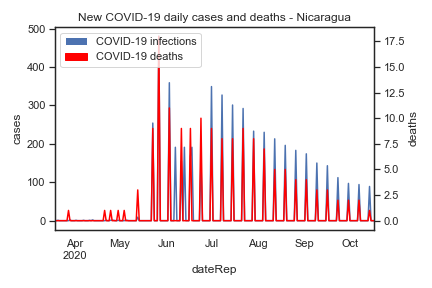 New COVID-19 daily cases and deaths - Nicaragua
COVID-19 infections
COVID-19 deaths
500
400
300
200
100
0
cases
17.5
15.0
12.5
10.0
7.5
5.0
2.5
0.0
deaths
Apr May Jun Jul Aug Sep Oct
2020
dateRep